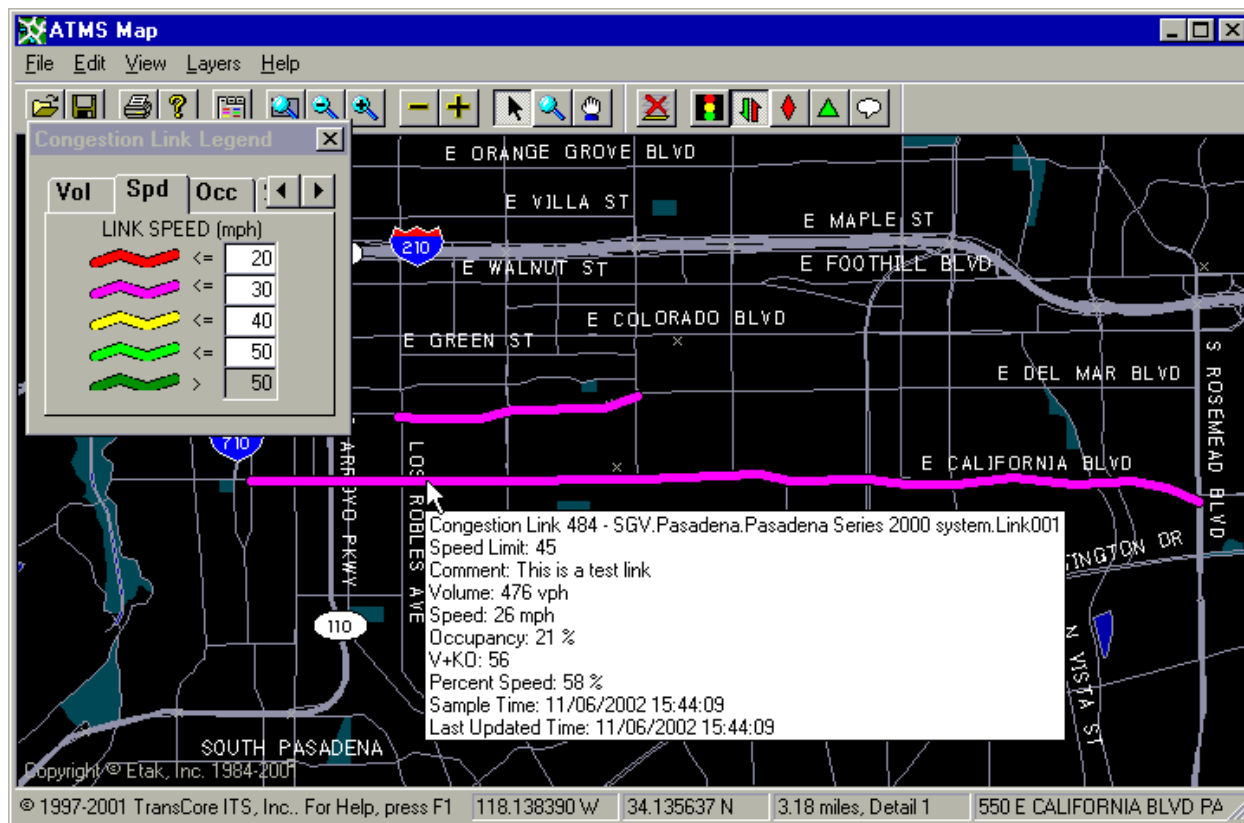 ATMS Map
File Edit View Layers Help
Congestion Link Legend
Vol Spd Occ
LINK SPEED (mph)
<= 20
<= 30
<= 40
<= 50
> 50
E ORANGE GROVE BLVD
E VILLA ST
E MAPLE ST
210
E WALNUT ST
E FOOTHILL BLVD
E COLORADO BLVD
E GREEN ST
E DEL MAR BLVD
S ROSEMEAD BLVD
710
ARROYO PKWY
LOS ROBLES AVE
E CALIFORNIA BLVD
Congestion Link 484 - SGV.Pasadena.Pasadena Series 2000 system.Link001
Speed Limit: 45
Comment: This is a test link
Volume: 476 vph
Speed: 26 mph
Occupancy: 21 %
V+KO: 56
Percent Speed: 58 %
Sample Time: 11/06/2002 15:44:09
Last Updated Time: 11/06/2002 15:44:09
TINGTON DR
N VISTA ST
110
SOUTH PASADENA
Copyright © Etak, Inc. 1984-200
© 1997-2001 TransCore ITS, Inc.. For Help, press F1 118.138390 W 34.135637 N 3.18 miles, Detail 1 550 E CALIFORNIA BLVD PA